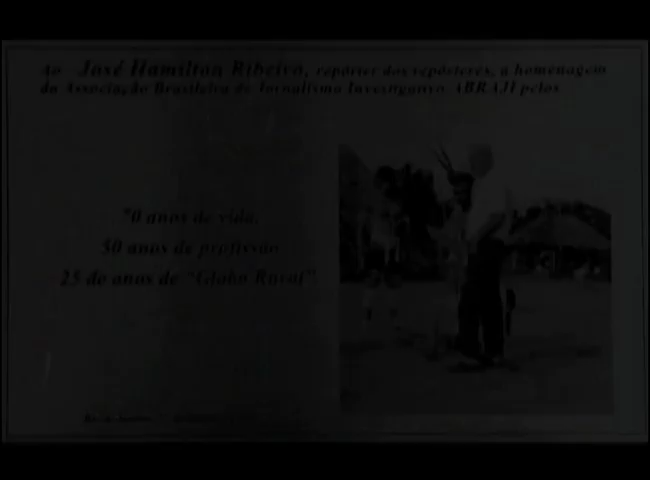 Ao José Hamilton Ribeiro, repórter dos repórteres, a homenagem
da Associação Brasileira de Jornalismo Investigativo, ABRAJI pelos
70 anos de vida,
50 anos de profissão
25 de anos de "Globo Rural"